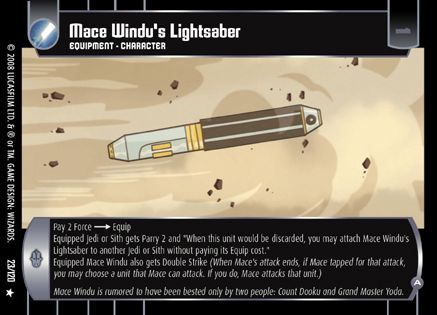 Mace Windu's Lightsaber
EQUIPMENT - CHARACTER
Pay 2 Force → Equip
Equipped Jedi or Sith gets Parry 2 and "When this unit would be discarded, you may attach Mace Windu's
Lightsaber to another Jedi or Sith without paying its Equip cost."
Equipped Mace Windu also gets Double Strike (When Mace's attack ends, if Mace tapped for that attack,
you may choose a unit that Mace can attack. If you do, Mace attacks that unit.)
Mace Windu is rumored to have been bested only by two people: Count Dooku and Grand Master Yoda.
A
© 2008 LUCASFILM LTD. & ® or TM. GAME DESIGN: WIZARDS.